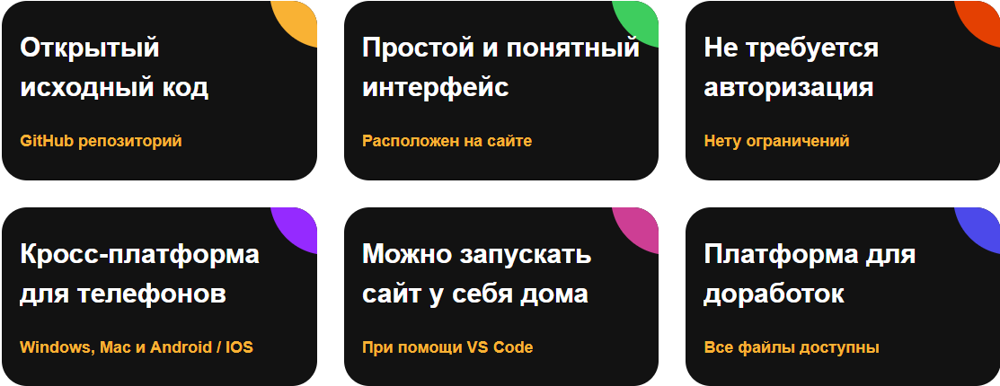 Открытый
исходный код
GitHub репозиторий
Простой и понятный
интерфейс
Расположен на сайте
Не требуется
авторизация
Нету ограничений
Кросс-платформа
для телефонов
Windows, Mac и Android / IOS
Можно запускать
сайт у себя дома
При помощи VS Code
Платформа для
доработок
Все файлы доступны